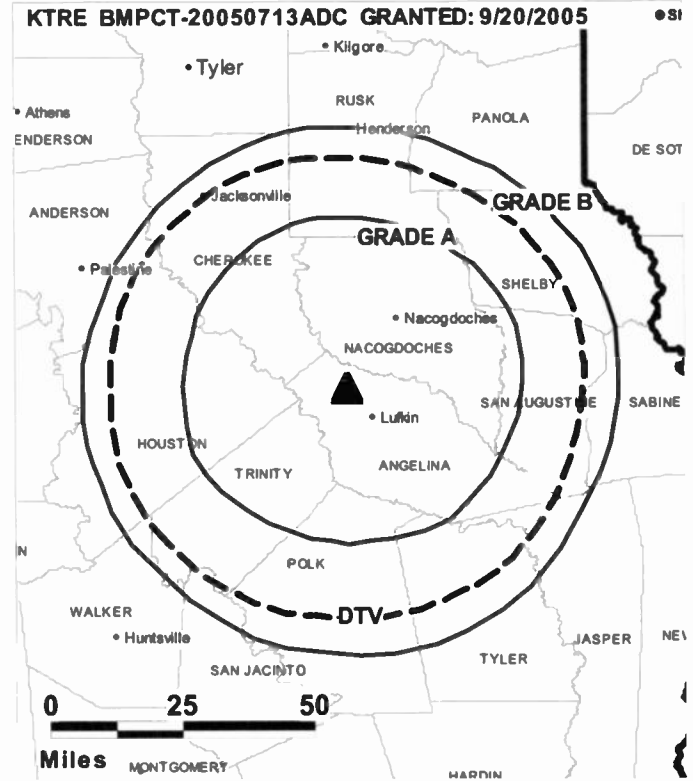 KTRE BMPCT-20050713ADC GRANTED: 9/20/2005
Kilgore
Tyler
RUSK
Athens
PANOLA
Henderson
ENDERSON
DE SOT
Jacksonville
GRADE B
ANDERSON
GRADE A
CHEROKEE
Palestine
SHELBY
Nacogdoches
NACOGDOCHES
SAN AUGUSTINE
SABINE
Lufkin
HOUSTON
ANGELINA
TRINITY
POLK
WALKER
DTV
Huntsville
JASPER
TYLER
SAN JACINTO
0 25 50
Miles
MONTGOMERY
HARDIN